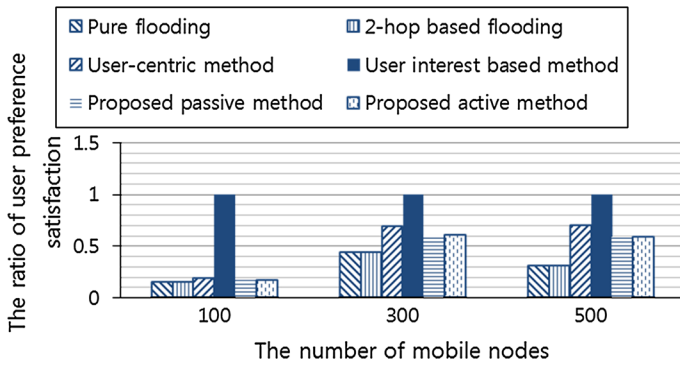 Pure flooding
2-hop based flooding
User-centric method
User interest based method
Proposed passive method
Proposed active method
The ratio of user preference
satisfaction
1.5
1
0.5
0
100
300
500
The number of mobile nodes